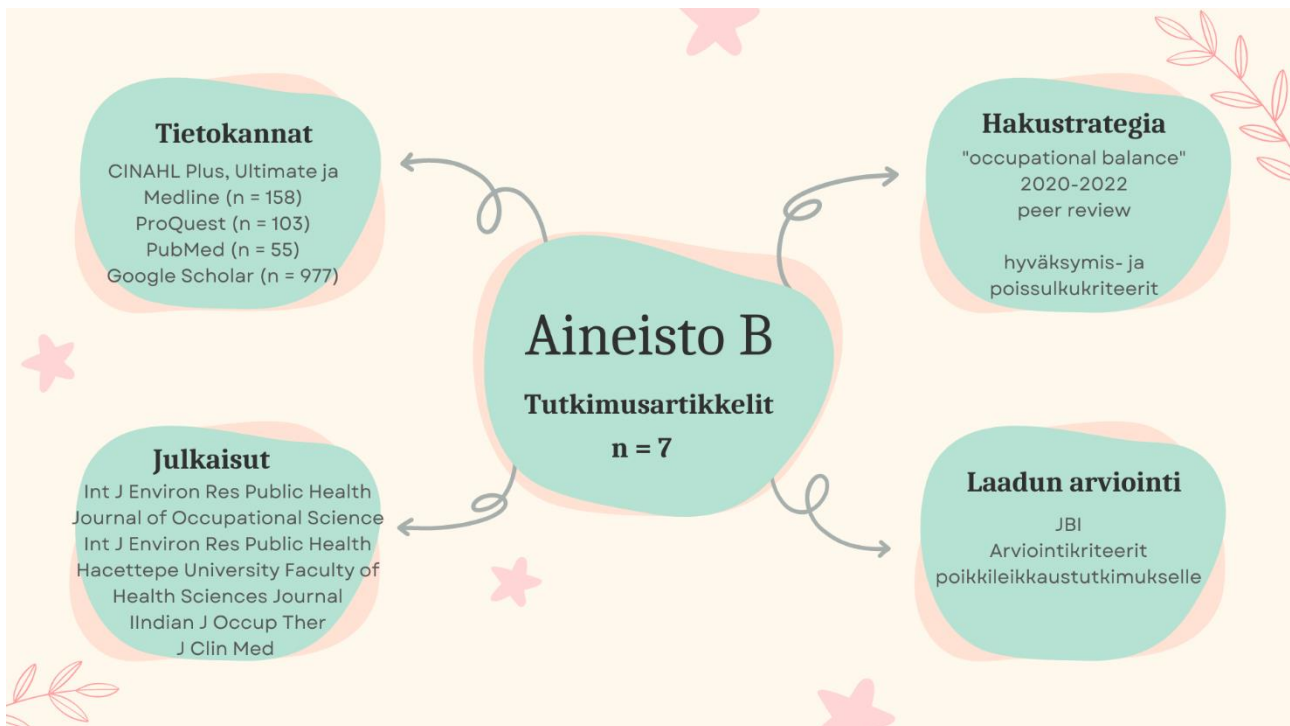 Tietokannat
CINAHL Plus, Ultimate ja
Medline (n = 158)
ProQuest (n = 103)
PubMed (n = 55)
Google Scholar (n = 977)
Hakustrategia
"occupational balance"
2020-2022
peer review
hyväksymis- ja
poissulkukriteerit
Aineisto B
Tutkimusartikkelit
n = 7
Julkaisut
Int J Environ Res Public Health
Journal of Occupational Science
Int J Environ Res Public Health
Hacettepe University Faculty of
Health Sciences Journal
IIndian J Occup Ther
J Clin Med
Laadun arviointi
JBI
Arviointikriteerit
poikkileikkaustutkimukselle